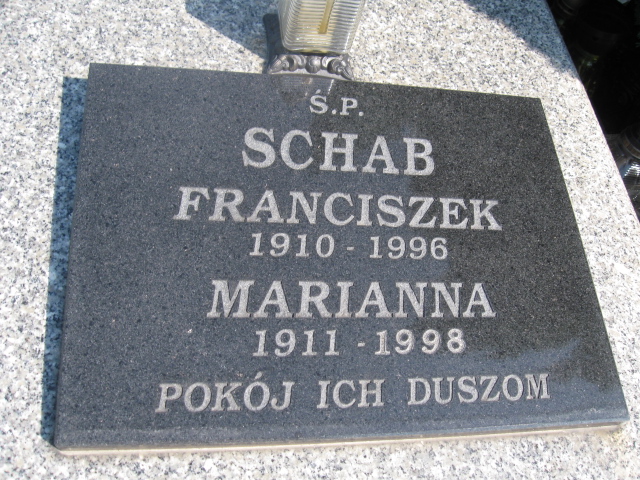 Ś.P.
SCHAB
FRANCISZEK
1910 - 1996
MARIANNA
1911 - 1998
POKÓJ ICH DUSZOM